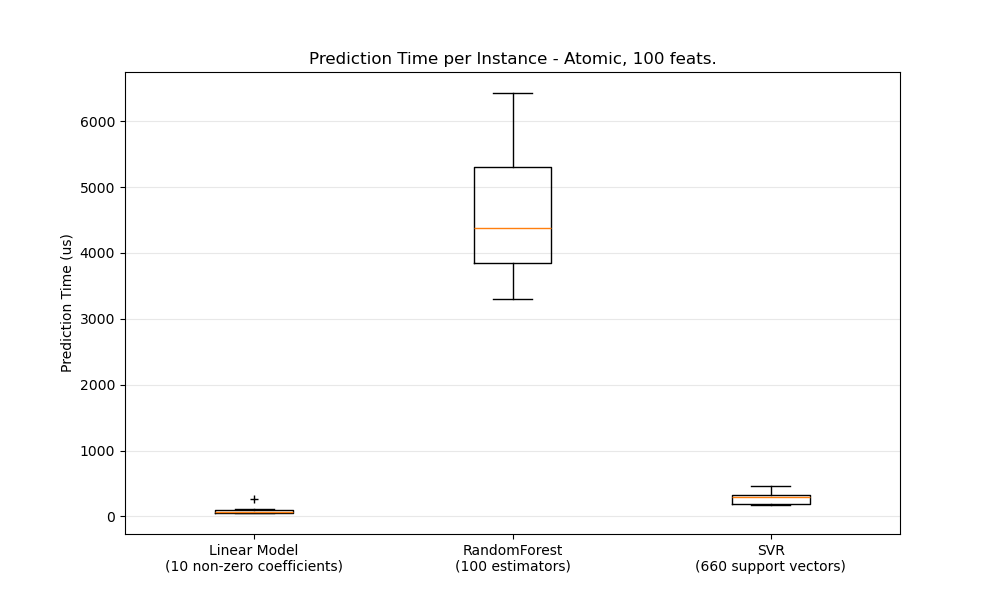 Prediction Time per Instance - Atomic, 100 feats.
Prediction Time (us)
6000
5000
4000
3000
2000
1000
0
Linear Model
(10 non-zero coefficients)
RandomForest
(100 estimators)
SVR
(660 support vectors)